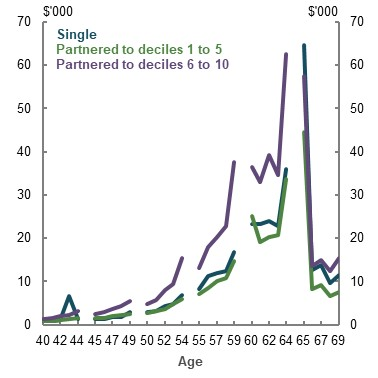 $'000 $'000
70 70
Single
Partnered to deciles 1 to 5
Partnered to deciles 6 to 10
60 60
50 50
40 40
30 30
20 20
10 10
0 0
40 42 44 45 47 49 50 52 54 55 57 59 60 62 64 65 67 69
Age